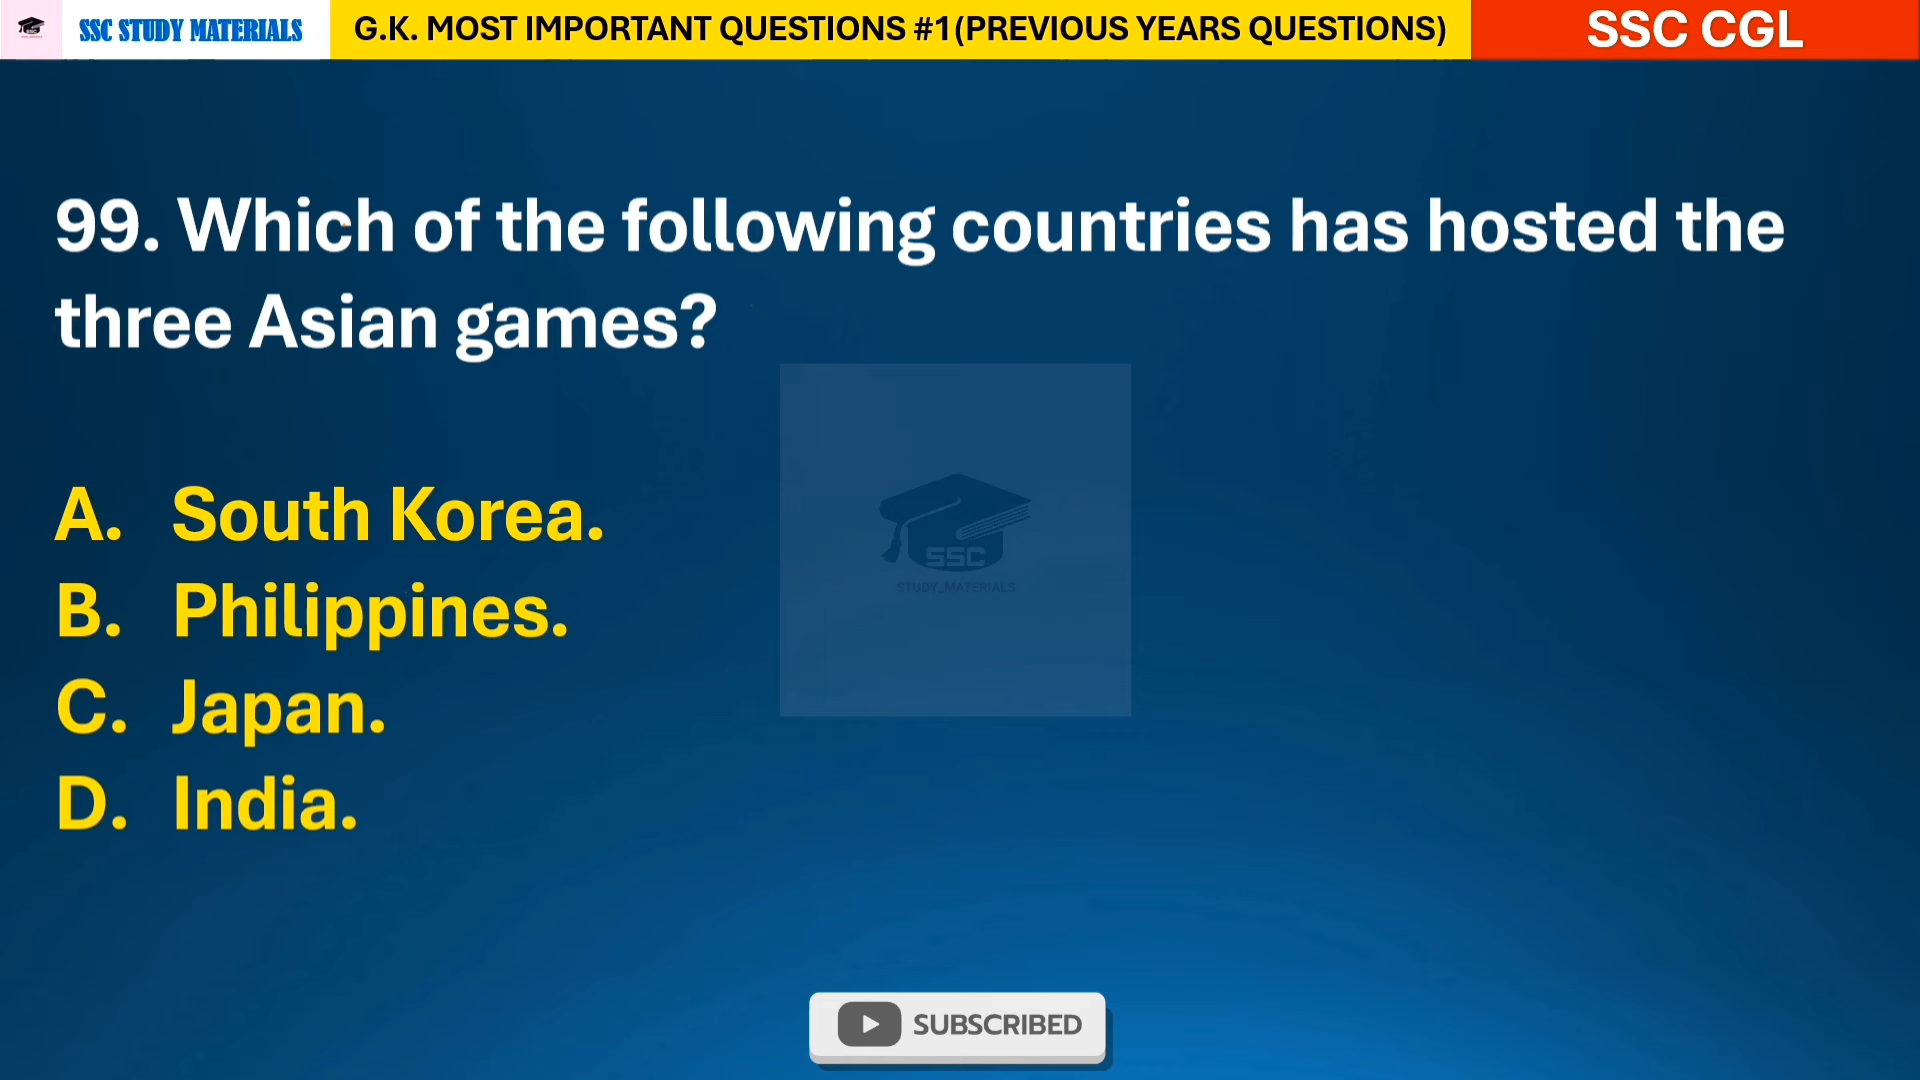 SSC STUDY MATERIALS
G.K. MOST IMPORTANT QUESTIONS #1(PREVIOUS YEARS QUESTIONS)
SSC CGL
99. Which of the following countries has hosted the
three Asian games?
A. South Korea.
B. Philippines.
C. Japan.
D. India.
SSC
STUDY_MATERIALS
SUBSCRIBED